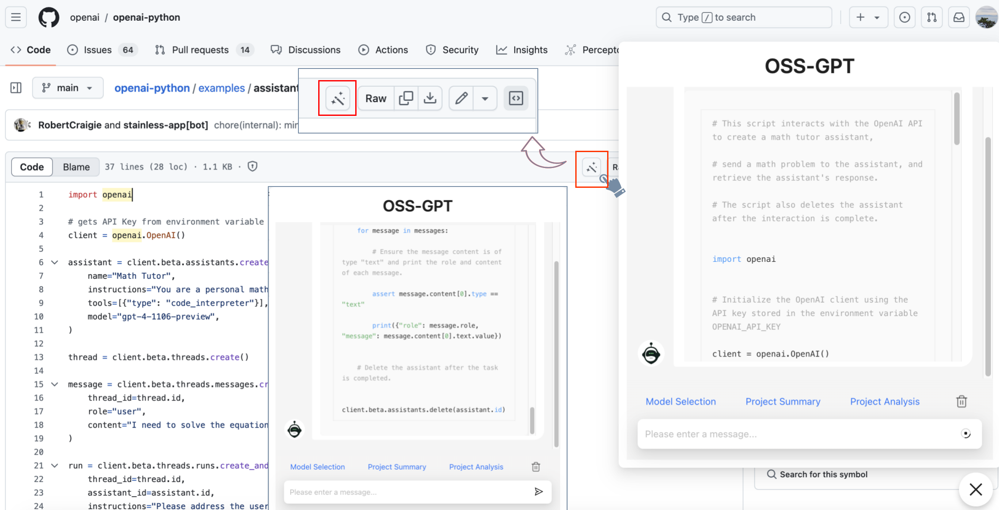 openai / openai-python
Type / to search
Code
Issues 64
Pull requests 14
Discussions
Actions
Security
Insights
main
openai-python / examples /
Raw
RobertCraigie and stainless-app[bot] chore(internal):
Code Blame 37 lines (28 loc) · 1.1 KB ·
1 import openai
2
3 # gets API Key from environment variable
4 client = openai.OpenAI()
5
6 assistant = client.beta.assistants.create
7 name="Math Tutor",
8 instructions="You are a personal math
9 tools=[{"type": "code_interpreter"}],
10 model="gpt-4-1106-preview",
11 )
12
13 thread = client.beta.threads.create()
14
15 message = client.beta.threads.messages.cr
16 thread_id=thread.id,
17 role="user",
18 content="I need to solve the equation
19 )
20
21 run = client.beta.threads.runs.create_and
22 thread_id=thread.id,
23 assistant_id=assistant.id,
24 instructions="Please address the user
OSS-GPT
for message in messages:
# Ensure the message content is of
type "text" and print the role and content
of each message.
assert message.content[0].type ==
"text"
print({"role": message.role,
"message": message.content[0].text.value})
# Delete the assistant after the task
is completed.
client.beta.assistants.delete(assistant.id)
Model Selection Project Summary Project Analysis
Please enter a message...
OSS-GPT
# This script interacts with the OpenAI API
to create a math tutor assistant,
# send a math problem to the assistant, and
retrieve the assistant's response.
# The script also deletes the assistant
after the interaction is complete.
import openai
# Initialize the OpenAI client using the
API key stored in the environment variable
OPENAI_API_KEY
client = openai.OpenAI()
Model Selection Project Summary Project Analysis
Please enter a message...
Search for this symbol